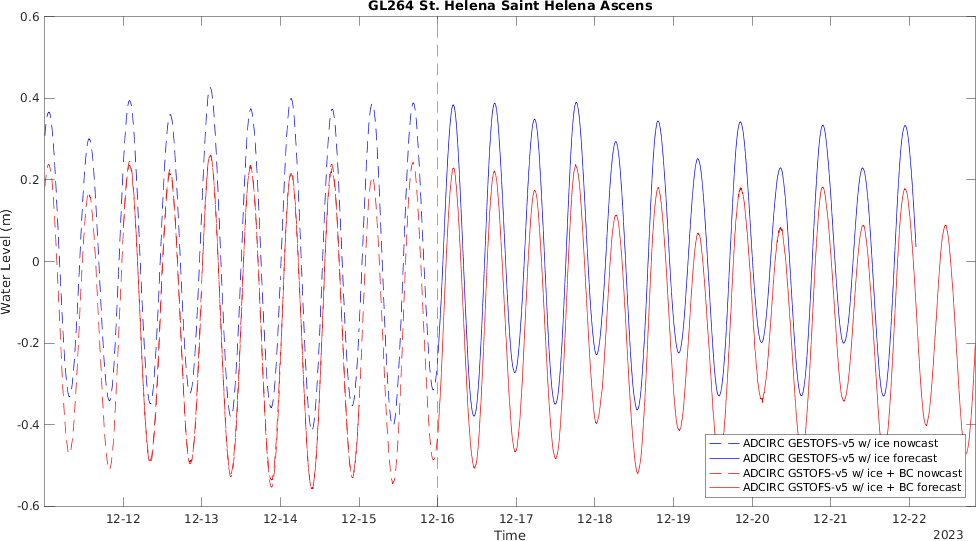 GL264 St. Helena Saint Helena Ascens
0.6
0.4
0.2
0
-0.2
-0.4
-0.6
Water Level (m)
12-12 12-13 12-14 12-15 12-16 12-17 12-18 12-19 12-20 12-21 12-22
Time
2023
ADCIRC GESTOFS-v5 w/ ice nowcast
ADCIRC GESTOFS-v5 w/ ice forecast
ADCIRC GSTOFS-v5 w/ ice + BC nowcast
ADCIRC GSTOFS-v5 w/ ice + BC forecast